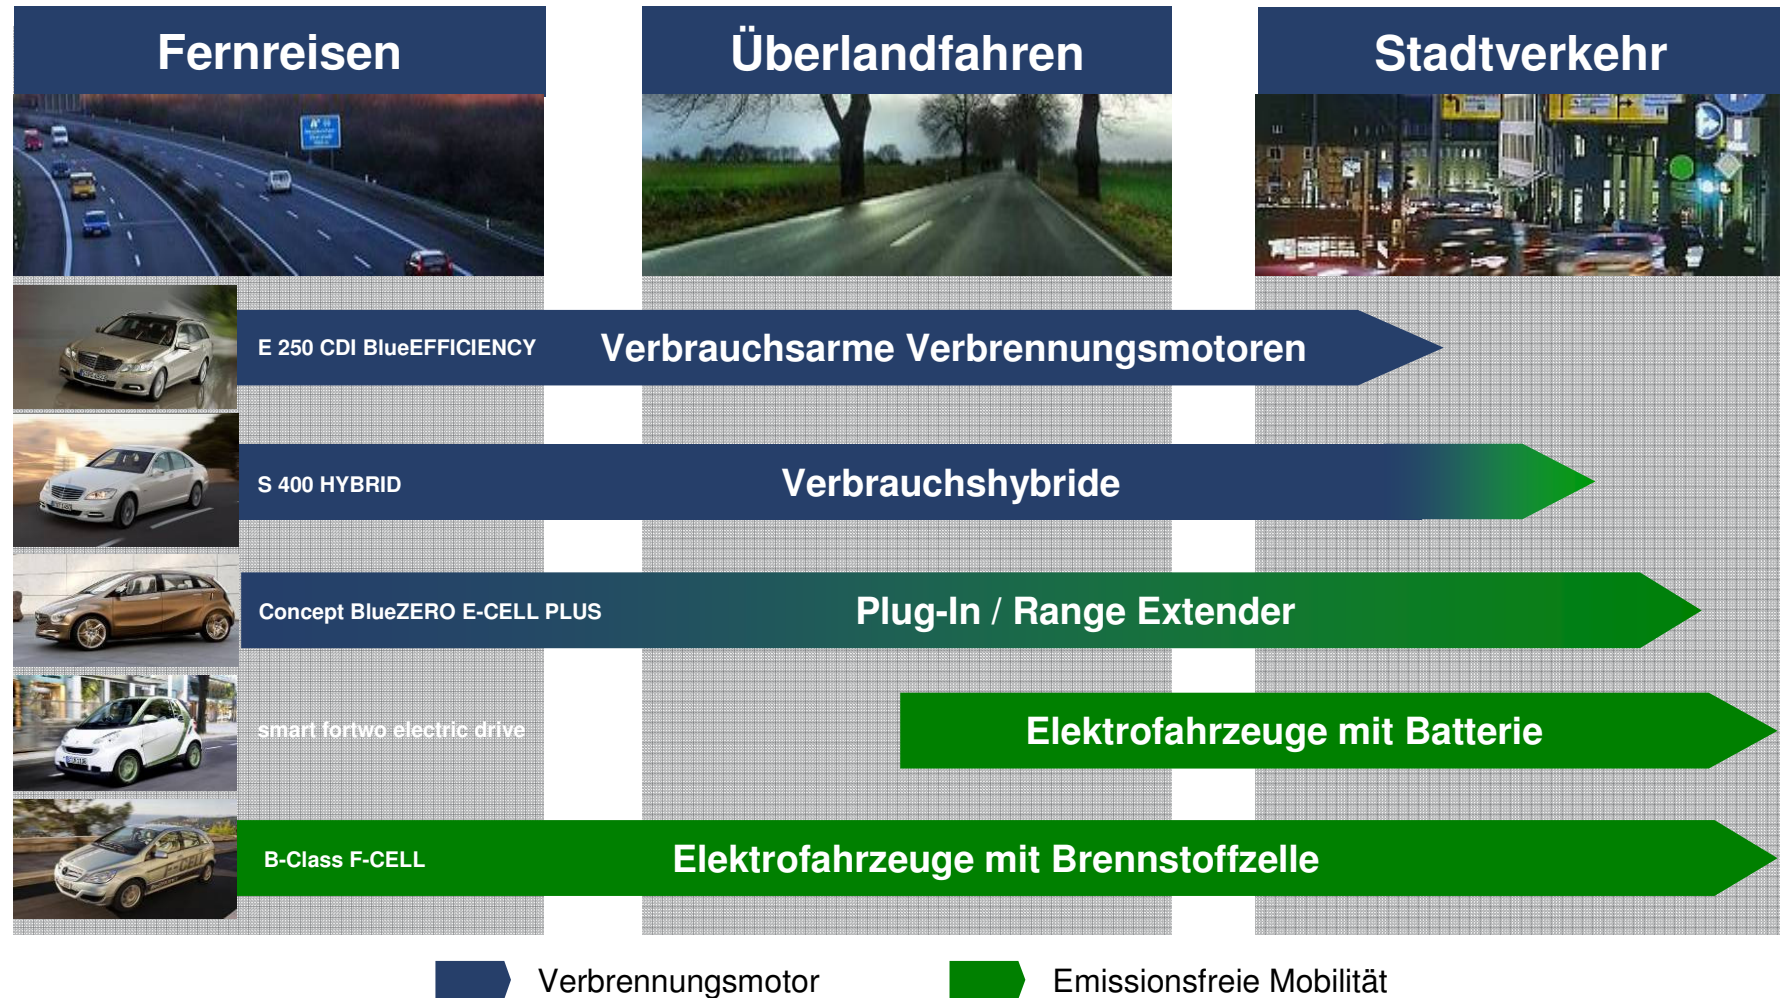 Fernreisen
Überlandfahren
Stadtverkehr
E 250 CDI BlueEFFICIENCY
Verbrauchsarme Verbrennungsmotoren
S 400 HYBRID
Verbrauchshybride
Concept BlueZERO E-CELL PLUS
Plug-In / Range Extender
smart fortwo electric drive
Elektrofahrzeuge mit Batterie
F-CELL
B-Class F-CELL
Elektrofahrzeuge mit Brennstoffzelle
Verbrennungsmotor
Emissionsfreie Mobilität